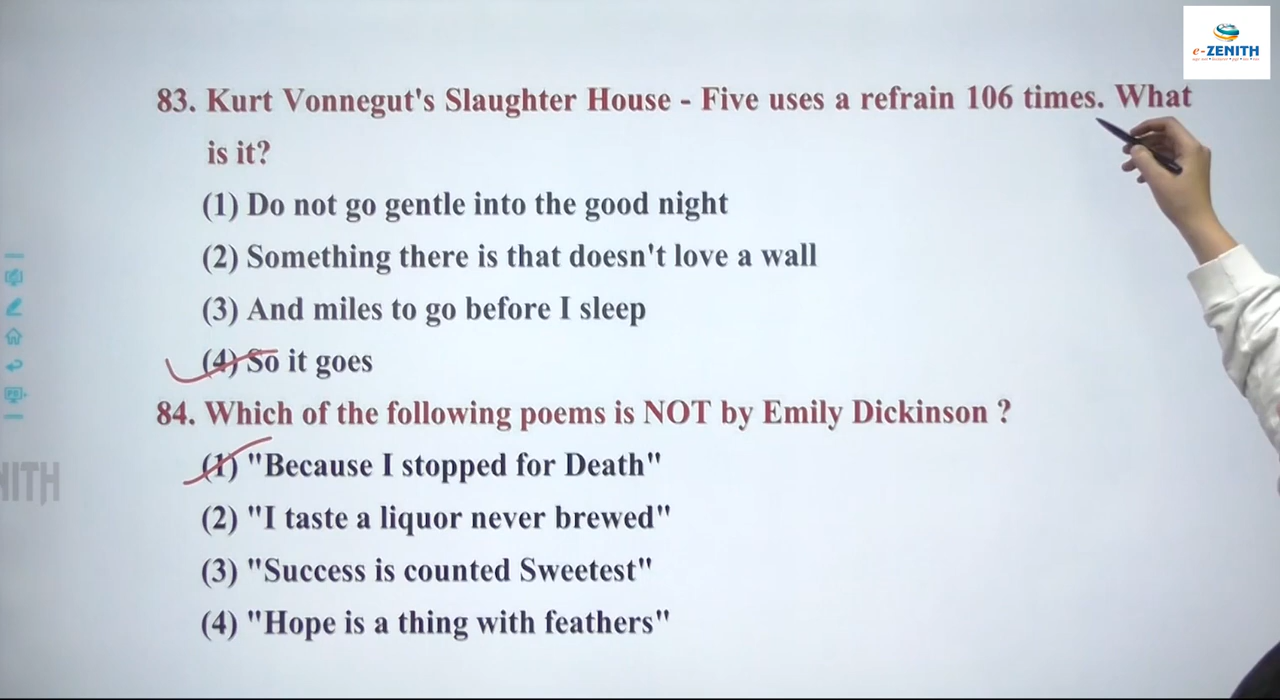 e-ZENITH
83. Kurt Vonnegut's Slaughter House - Five uses a refrain 106 times. What
is it?
(1) Do not go gentle into the good night
(2) Something there is that doesn't love a wall
(3) And miles to go before I sleep
(4) So it goes
84. Which of the following poems is NOT by Emily Dickinson ?
(1) "Because I stopped for Death"
NITH
(2) "I taste a liquor never brewed"
(3) "Success is counted Sweetest"
(4) "Hope is a thing with feathers"